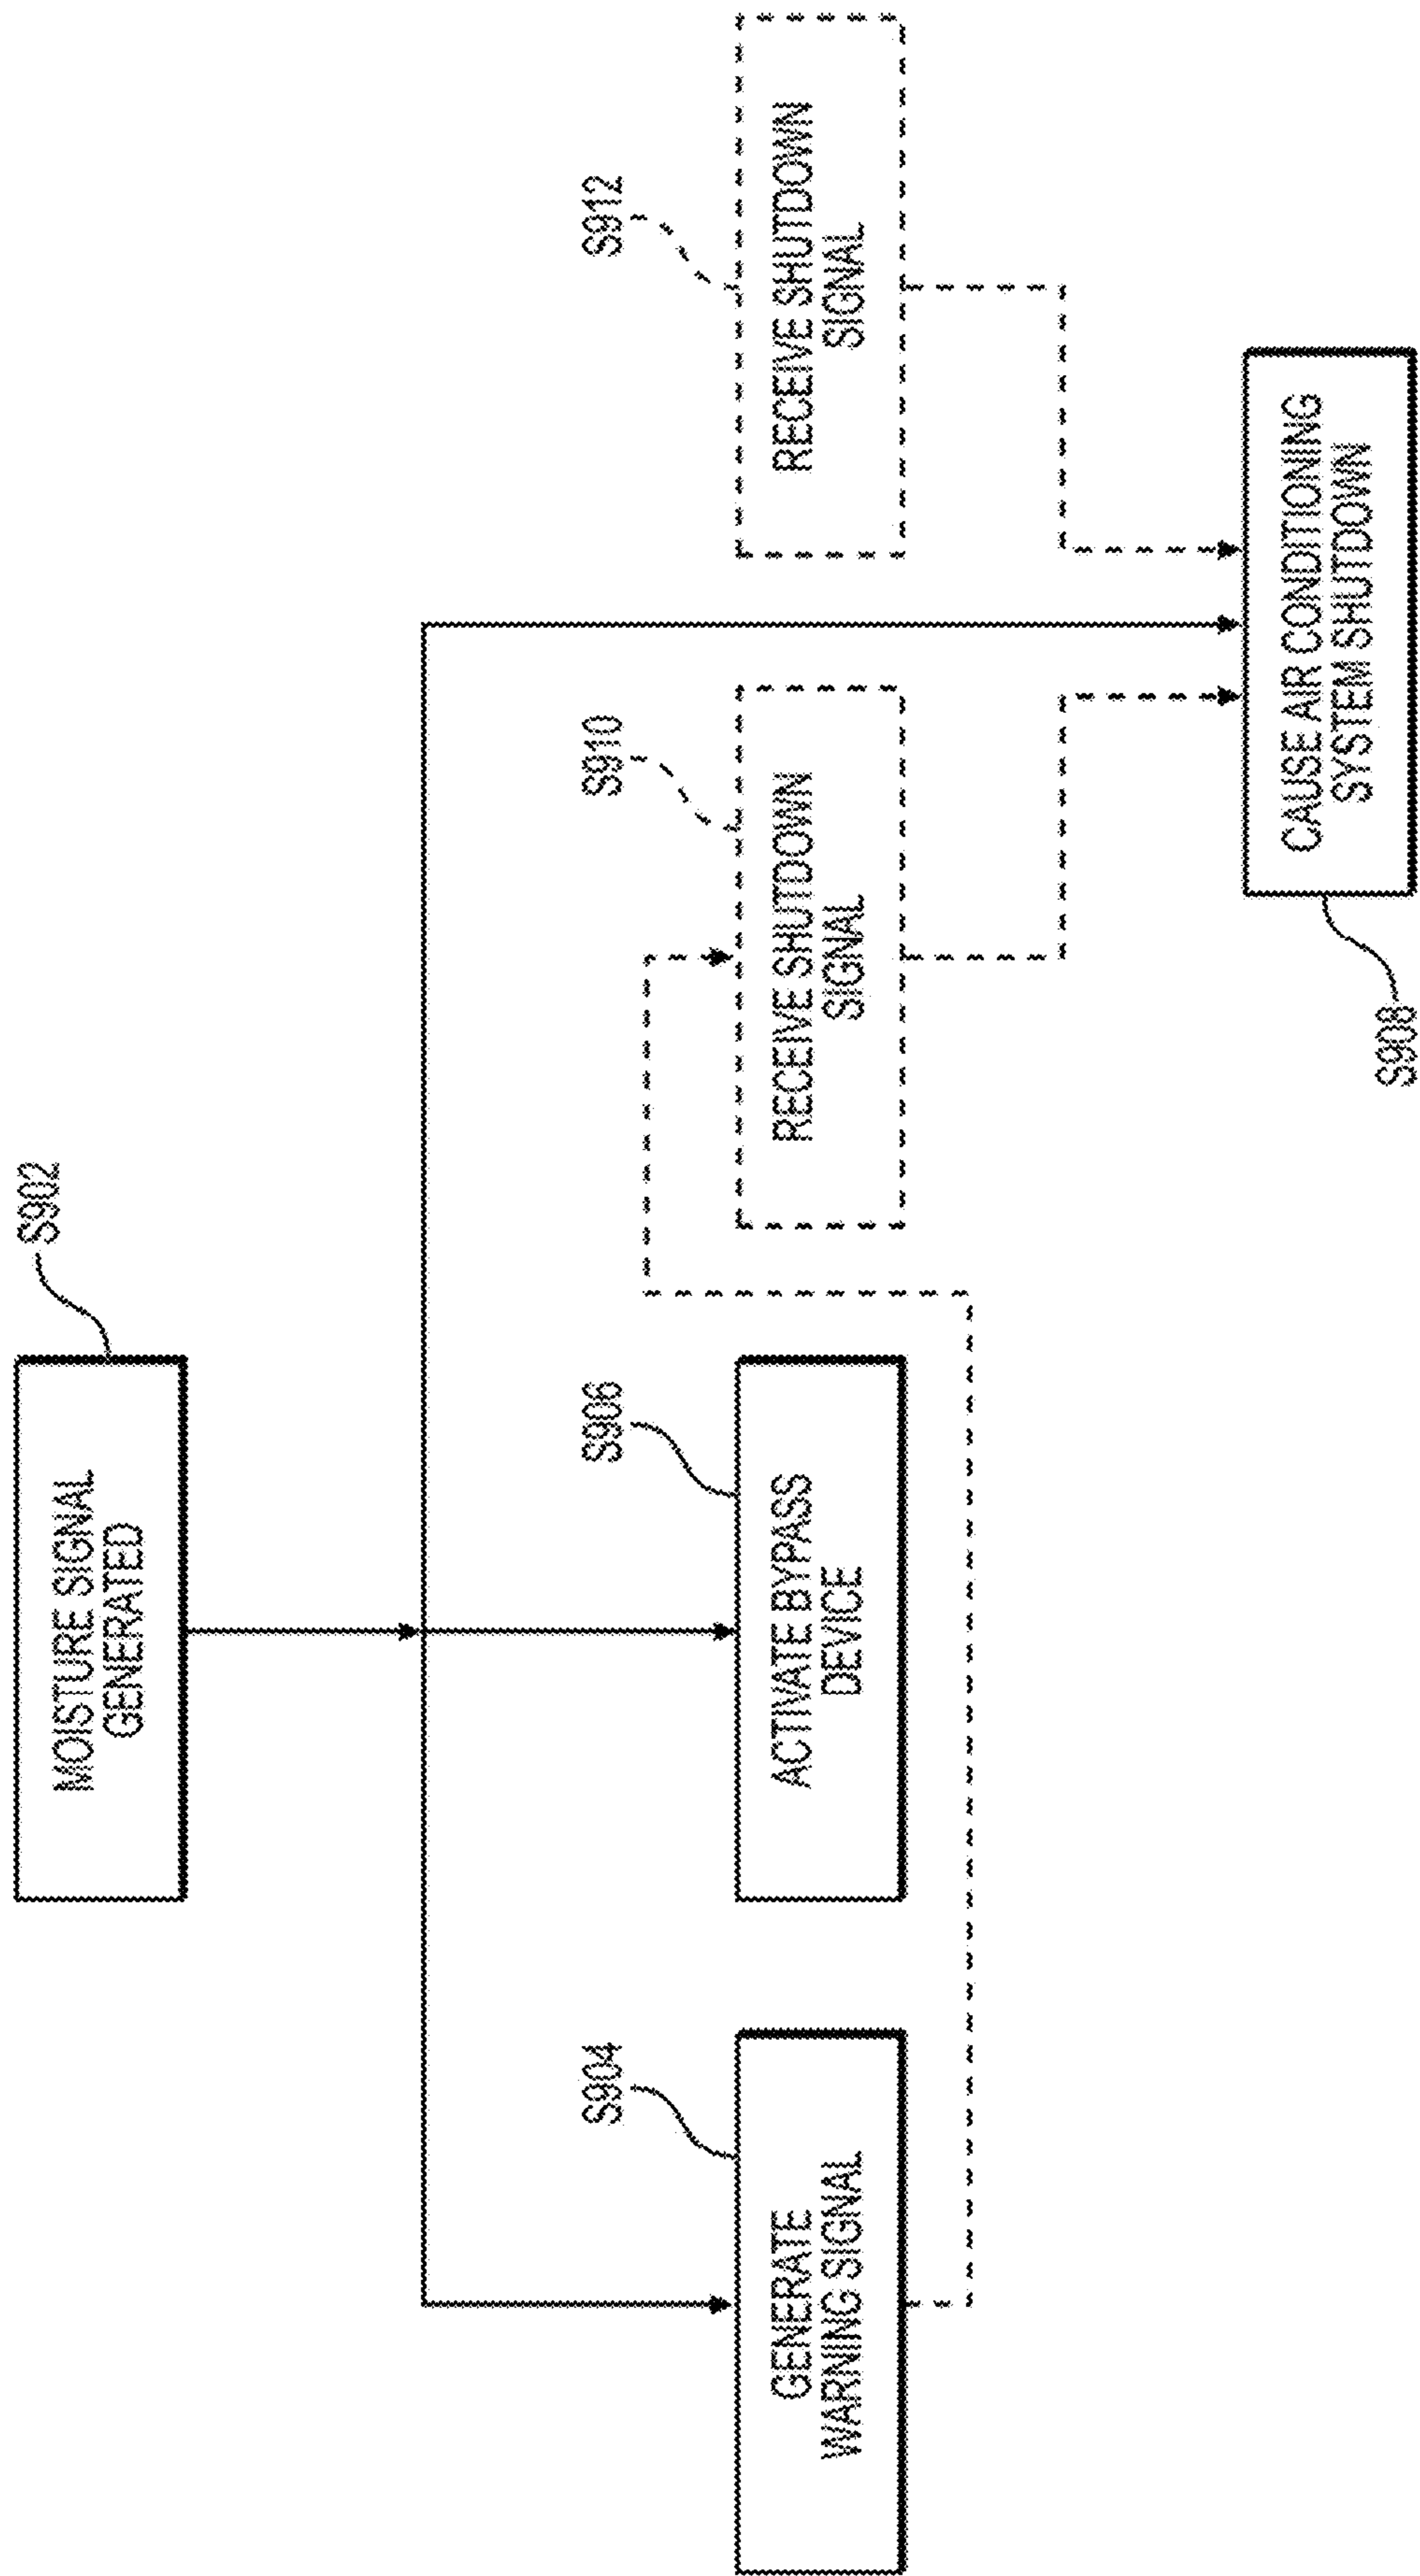 S902
MOISTURE SIGNAL
GENERATED
S904
GENERATE
WARNING SIGNAL
S906
ACTIVATE BYPASS
DEVICE
S910
RECEIVE SHUTDOWN
SIGNAL
S912
RECEIVE SHUTDOWN
SIGNAL
S908
CAUSE AIR CONDITIONING
SYSTEM SHUTDOWN